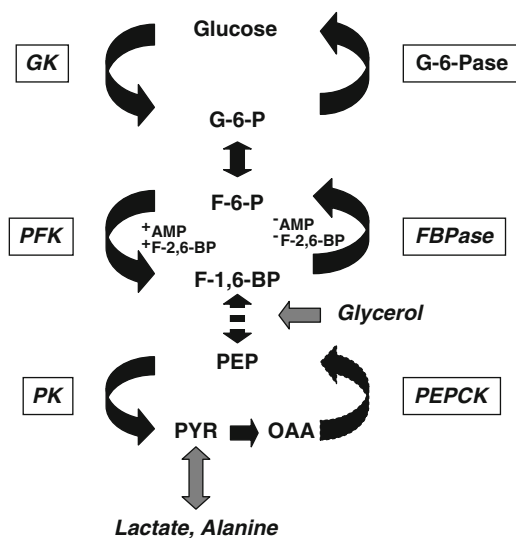 Glucose
GK
G-6-Pase
G-6-P
F-6-P
+AMP
+F-2,6-BP
-AMP
-F-2,6-BP
PFK
FBPase
F-1,6-BP
Glycerol
PEP
PK
PEPCK
PYR
OAA
Lactate, Alanine